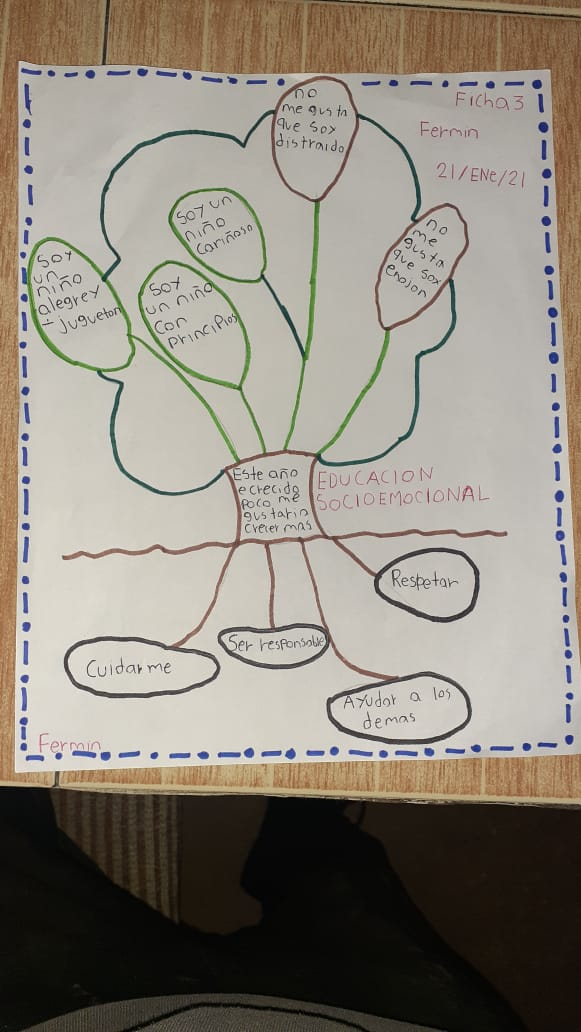 Ficha 3
Fermin
21/ENe/21
no
me gusta
que soy
distraido
Soy un
niño
cariñoso
no
me
gusta
que soy
enojon
Soy
un
niño
alegre y
jugueton
Soy
un niño
con
principios
Este año
e crecido
poco me
gustario
crecer mas
EDUCACION
SOCIOEMOCIONAL
Respetar
Ser responsable
Cuidarme
Ayudar a los
demas
Fermin